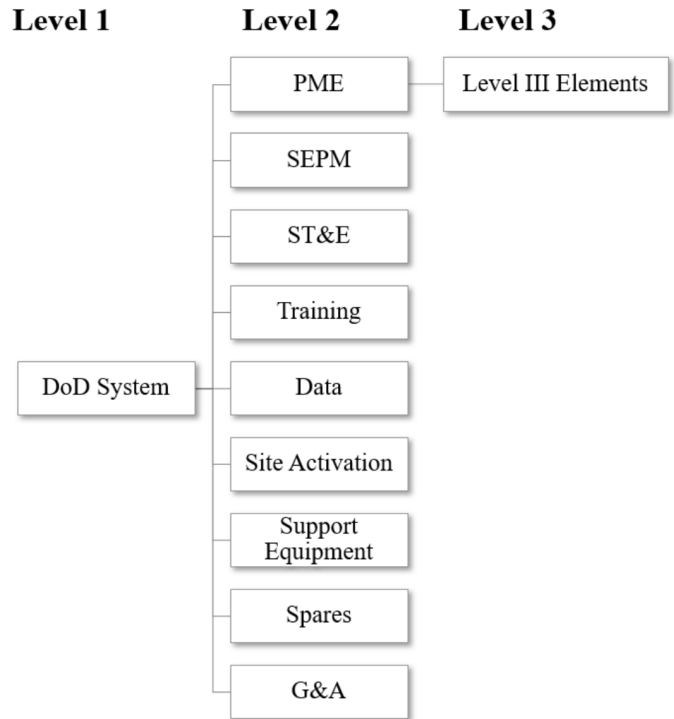 Level 1 Level 2 Level 3
PME Level III Elements
SEPM
ST&E
Training
DoD System Data
Site Activation
Support
Equipment
Spares
G&A